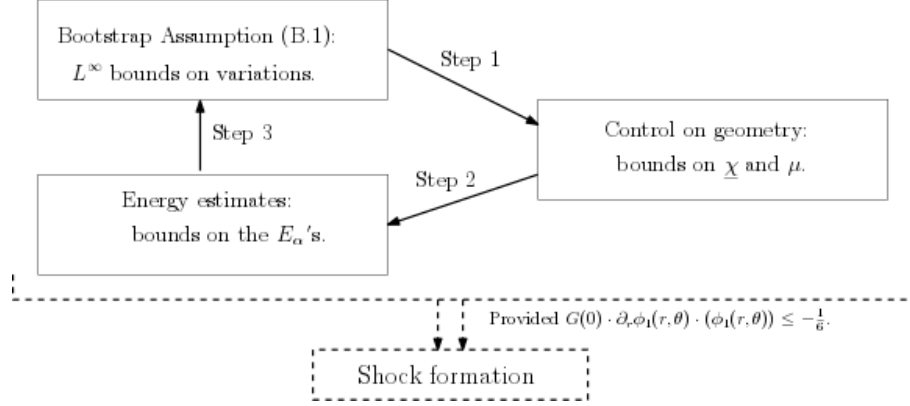 Bootstrap Assumption (B.1):
L^∞ bounds on variations.
Step 1
Control on geometry:
bounds on χ̲ and μ.
Step 3
Step 2
Energy estimates:
bounds on the E_α's.
Provided G(0) · ∂_rϕ_1(r, θ) · (ϕ_1(r, θ)) ≤ −1/6.
Shock formation